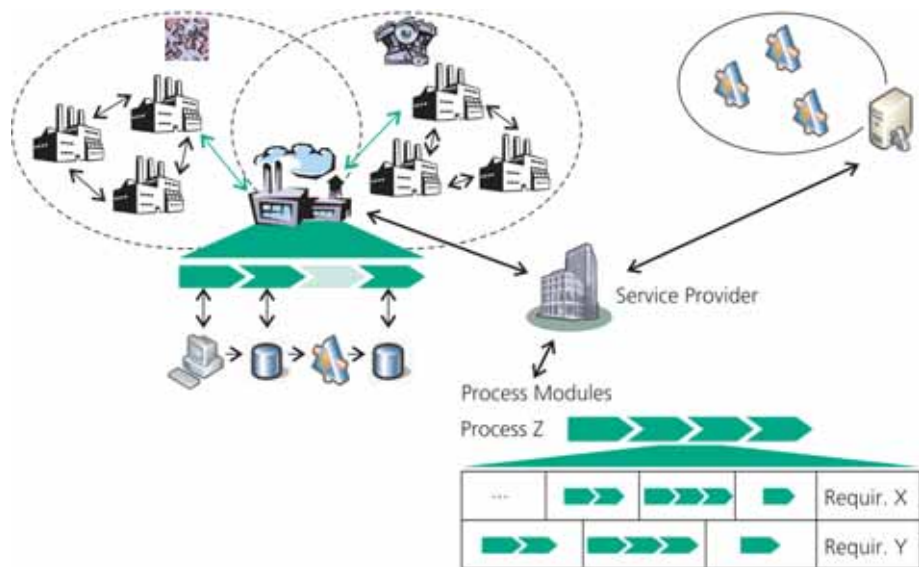 Service Provider
Process Modules
Process Z
... Requir. X
Requir. Y